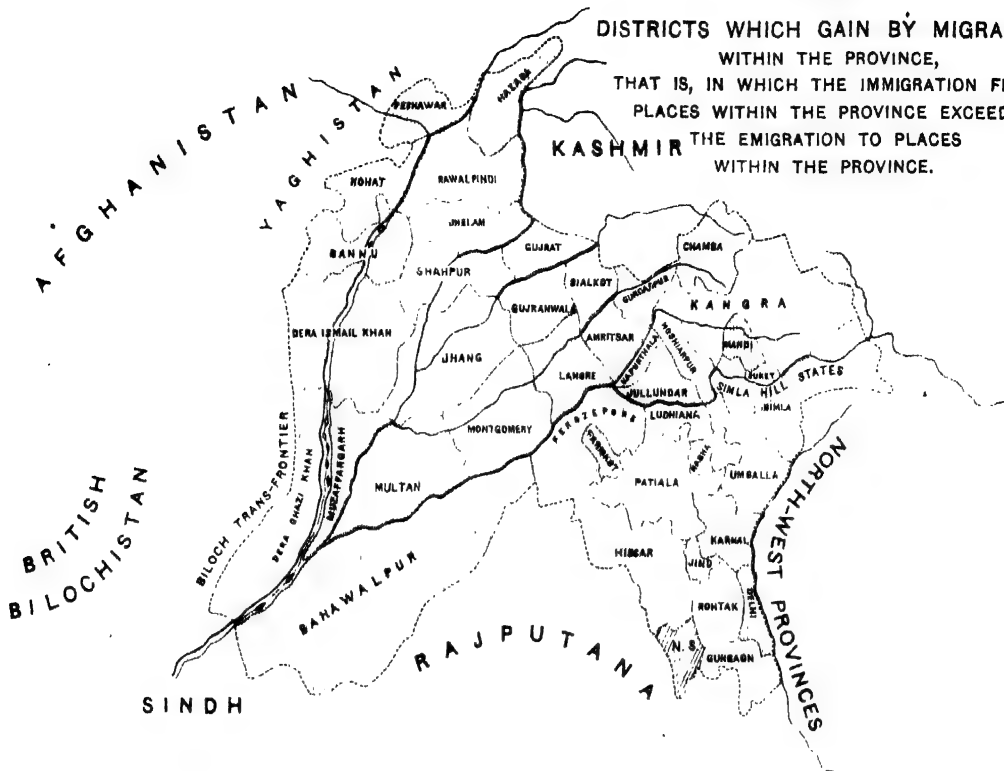 DISTRICTS WHICH GAIN BY MIGRA
WITHIN THE PROVINCE,
THAT IS, IN WHICH THE IMMIGRATION F
PLACES WITHIN THE PROVINCE EXCEED
THE EMIGRATION TO PLACES
WITHIN THE PROVINCE.
AFGHANISTAN
YAGHISTAN
PESHAWAR
HAZARA
KASHMIR
KOHAT
RAWALPINDI
JHELAM
BANNU
GUJRAT
CHAMBA
SHAHPUR
SIALKOT
GURDASPUR
KANGRA
GUJRANWALA
DERA ISMAIL KHAN
AMRITSAR
HOSHIARPUR
MANDI
JHANG
KAPURTHALA
SUKET
LAHORE
JULLUNDAR
SIMLA HILL STATES
SIMLA
LUDHIANA
MONTGOMERY
FEROZEPORE
FARIDKOT
NABHA
UMBALLA
MUZAFFARGARH
MULTAN
PATIALA
DERA GHAZI KHAN
BILOCH TRANS-FRONTIER
BRITISH
BILOCHISTAN
BAHAWALPUR
HISSAR
KARNAL
JIND
ROHTAK
DELHI
NORTH-WEST PROVINCES
RAJPUTANA
N. S.
GURGAON
SINDH